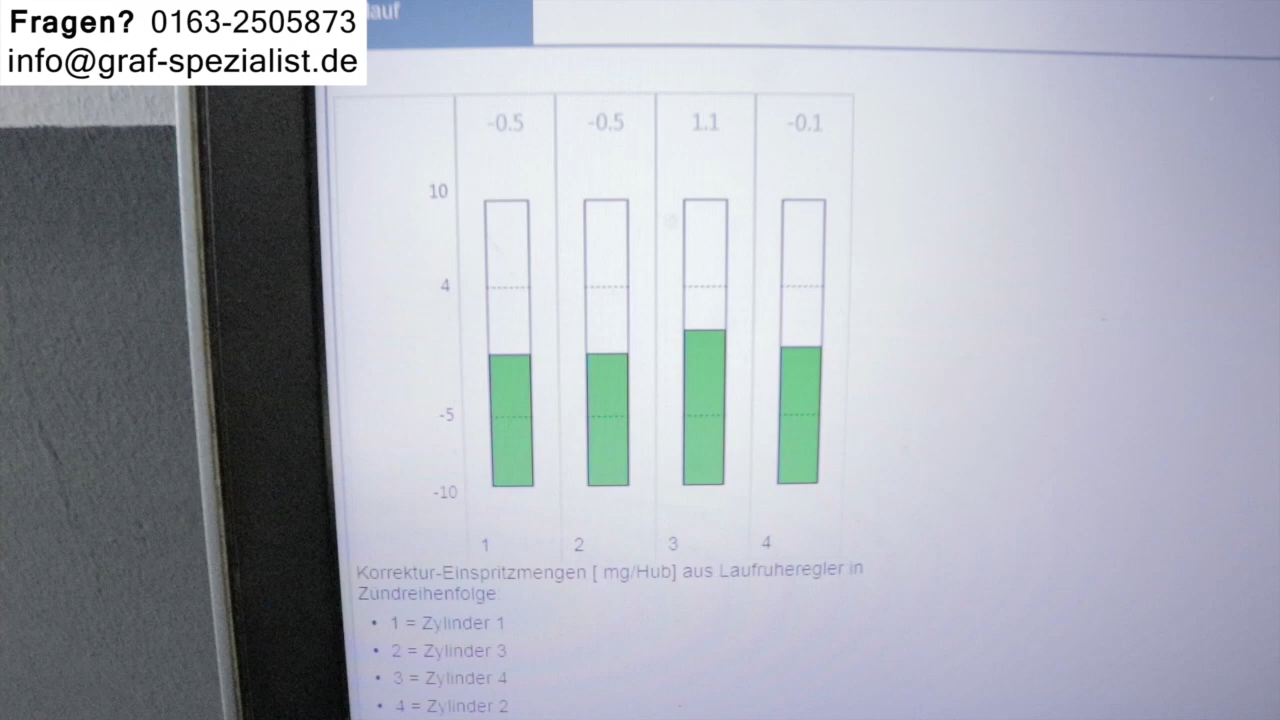 Fragen? 0163-2505873
info@graf-spezialist.de
lauf
-0.5 -0.5 1.1 -0.1
10
4
-5
-10
1 2 3 4
Korrektur-Einspritzmengen [ mg/Hub] aus Laufruheregler in
Zündreihenfolge:
• 1 = Zylinder 1
• 2 = Zylinder 3
• 3 = Zylinder 4
• 4 = Zylinder 2